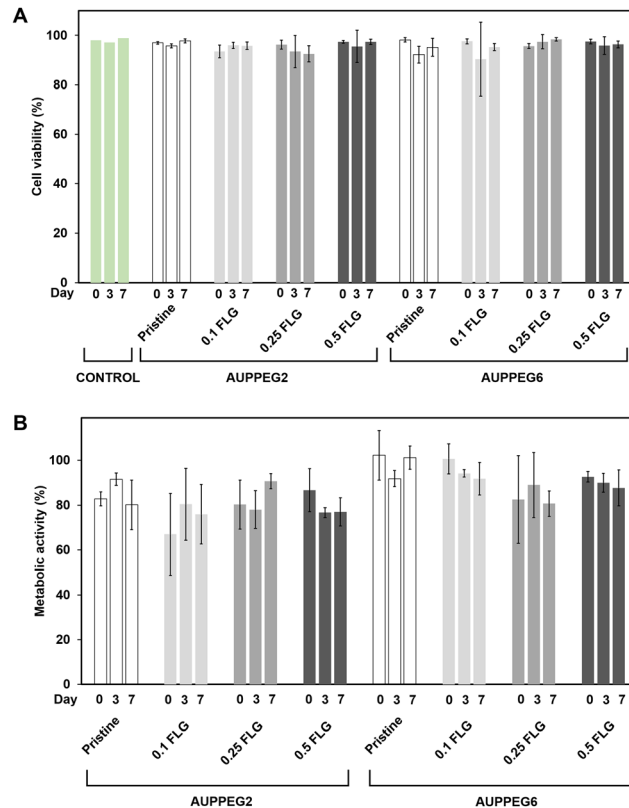 A
Cell viability (%)
120
100
80
60
40
20
0
Day 0 3 7 0 3 7 0 3 7 0 3 7 0 3 7 0 3 7 0 3 7 0 3 7 0 3 7
Pristine 0.1 FLG 0.25 FLG 0.5 FLG Pristine 0.1 FLG 0.25 FLG 0.5 FLG
CONTROL AUPPEG2 AUPPEG6
B
Metabolic activity (%)
120
100
80
60
40
20
0
Day 0 3 7 0 3 7 0 3 7 0 3 7 0 3 7 0 3 7 0 3 7 0 3 7
Pristine 0.1 FLG 0.25 FLG 0.5 FLG Pristine 0.1 FLG 0.25 FLG 0.5 FLG
AUPPEG2 AUPPEG6